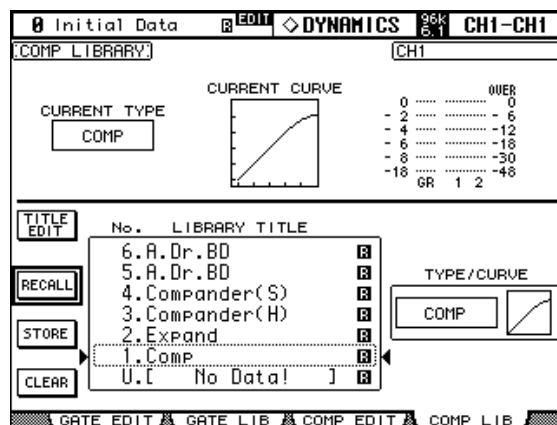 0 Initial Data R EDIT ◇DYNAMICS 96k 6.1 CH1-CH1
COMP LIBRARY
CH1
CURRENT TYPE
COMP
CURRENT CURVE
OVER
0 0
- 2 - 6
- 4 -12
- 6 -18
- 8 -30
-18 -48
GR 1 2
TITLE EDIT
RECALL
STORE
CLEAR
No. LIBRARY TITLE
6.A.Dr.BD R
5.A.Dr.BD R
4.Compander(S) R
3.Compander(H) R
2.Expand R
1.Comp R
U.[ No Data! ] R
TYPE/CURVE
COMP
GATE EDIT GATE LIB COMP EDIT COMP LIB